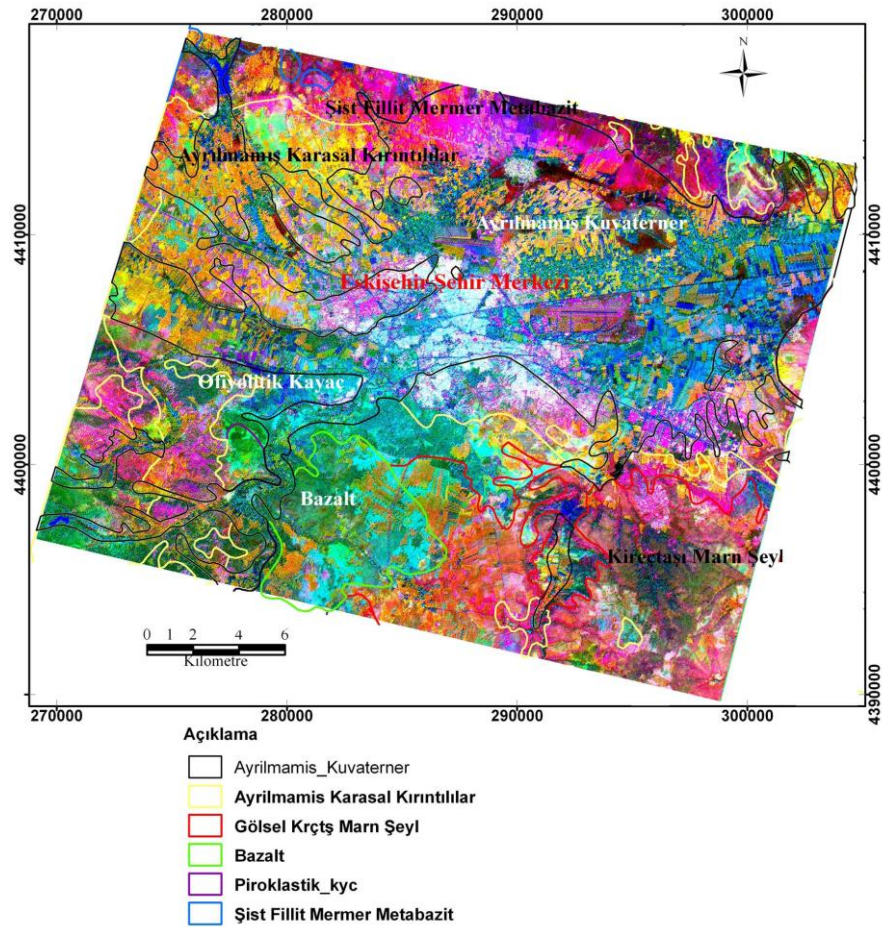 270000 280000 290000 300000
N
Şist Fillit Mermer Metabazit
Ayrılmamış Karasal Kırıntılılar
4410000 Ayrılmamış Kuvaterner 4410000
Eskişehir Şehir Merkezi
Ofiyolitik Kayaç
4400000 4400000
Bazalt
Kireçtaşı Marn Şeyl
0 1 2 4 6
Kilometre
4390000
270000 280000 290000 300000
Açıklama
Ayrilmamis_Kuvaterner
Ayrilmamis Karasal Kırıntılılar
Gölsel Krçtş Marn Şeyl
Bazalt
Piroklastik_kyc
Şist Fillit Mermer Metabazit